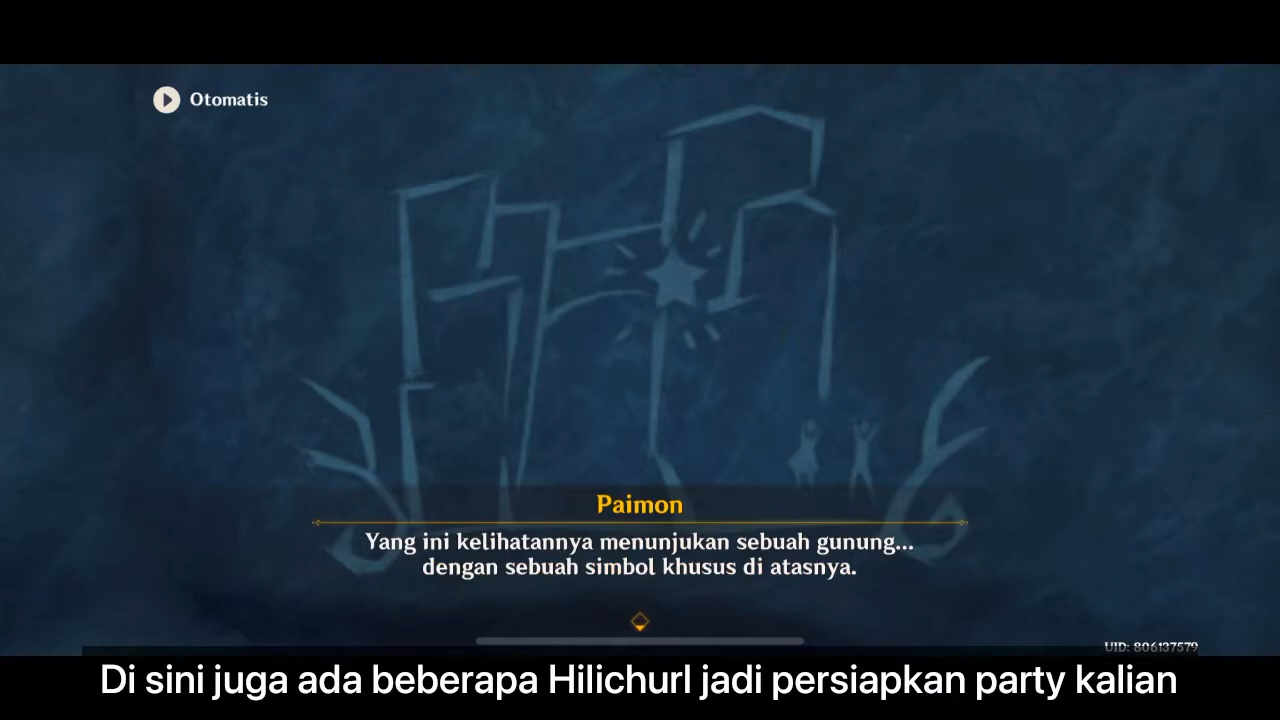 Otomatis
Paimon
Yang ini kelihatannya menunjukan sebuah gunung...
dengan sebuah simbol khusus di atasnya.
UID: 806137579
Di sini juga ada beberapa Hilichurl jadi persiapkan party kalian